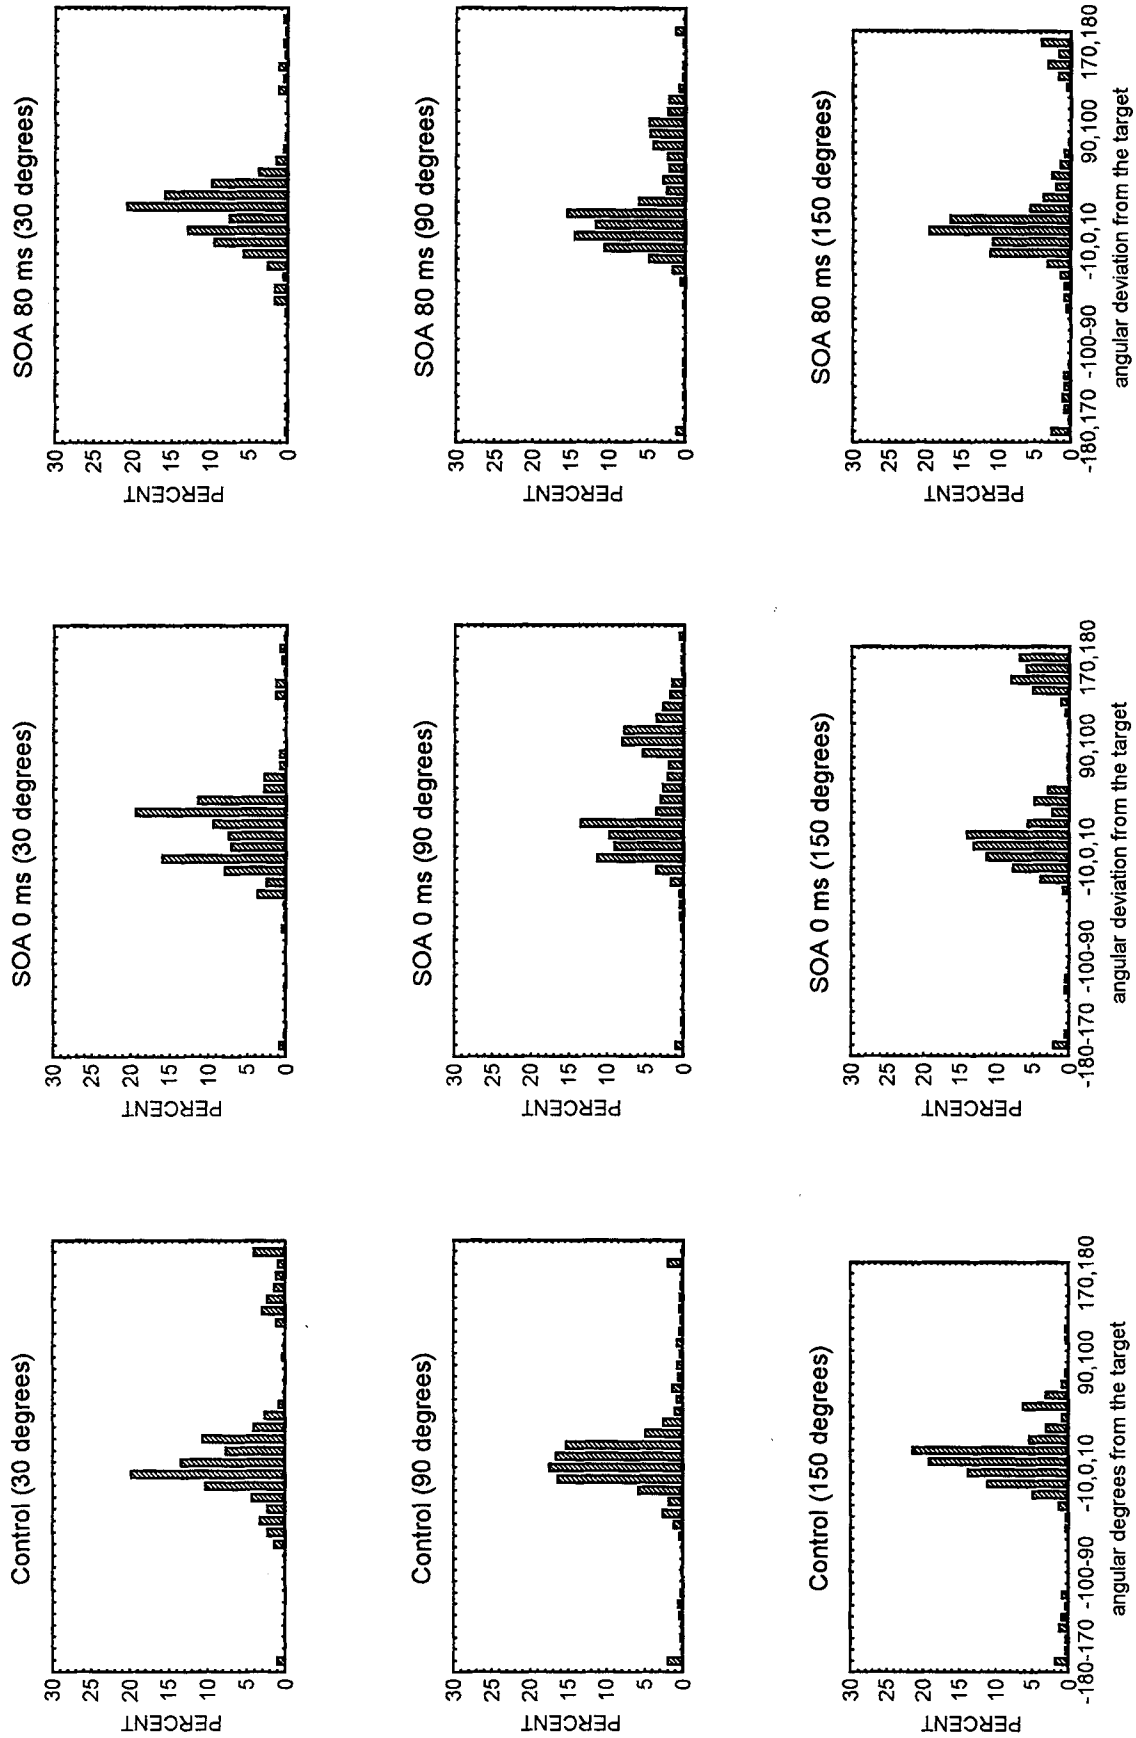 Control (30 degrees)
PERCENT
30
25
20
15
10
5
0
SOA 0 ms (30 degrees)
PERCENT
30
25
20
15
10
5
0
SOA 80 ms (30 degrees)
PERCENT
30
25
20
15
10
5
0
Control (90 degrees)
PERCENT
30
25
20
15
10
5
0
SOA 0 ms (90 degrees)
PERCENT
30
25
20
15
10
5
0
SOA 80 ms (90 degrees)
PERCENT
30
25
20
15
10
5
0
Control (150 degrees)
PERCENT
30
25
20
15
10
5
0
-180-170 -100-90 -10,0,10 90,100 170,180
angular degrees from the target
SOA 0 ms (150 degrees)
PERCENT
30
25
20
15
10
5
0
-180-170 -100-90 -10,0,10 90,100 170,180
angular deviation from the target
SOA 80 ms (150 degrees)
PERCENT
30
25
20
15
10
5
0
-180,170 -100-90 -10,0,10 90,100 170,180
angular deviation from the target